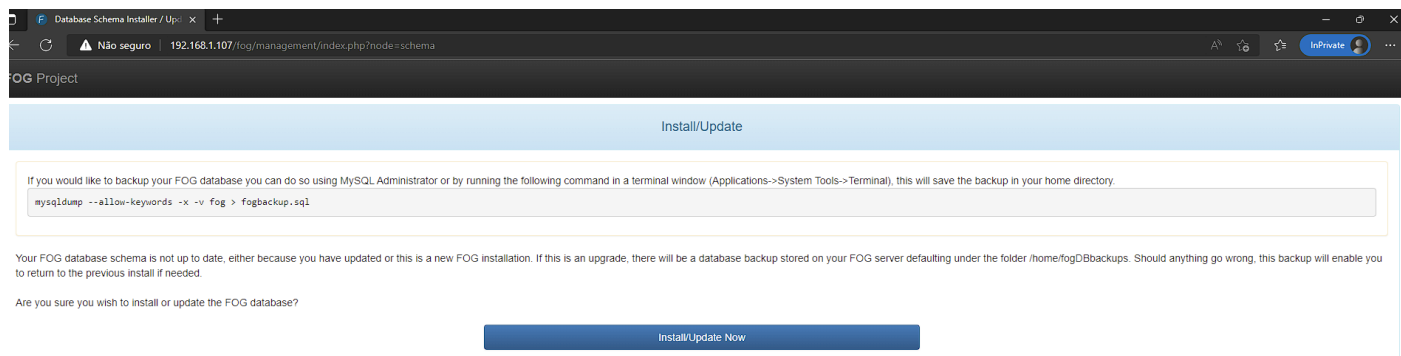 Database Schema Installer / Upd
Não seguro 192.168.1.107/fog/management/index.php?node=schema InPrivate
FOG Project
Install/Update
If you would like to backup your FOG database you can do so using MySQL Administrator or by running the following command in a terminal window (Applications->System Tools->Terminal), this will save the backup in your home directory.
mysqldump --allow-keywords -x -v fog > fogbackup.sql
Your FOG database schema is not up to date, either because you have updated or this is a new FOG installation. If this is an upgrade, there will be a database backup stored on your FOG server defaulting under the folder /home/fogDBbackups. Should anything go wrong, this backup will enable you
to return to the previous install if needed.
Are you sure you wish to install or update the FOG database?
Install/Update Now